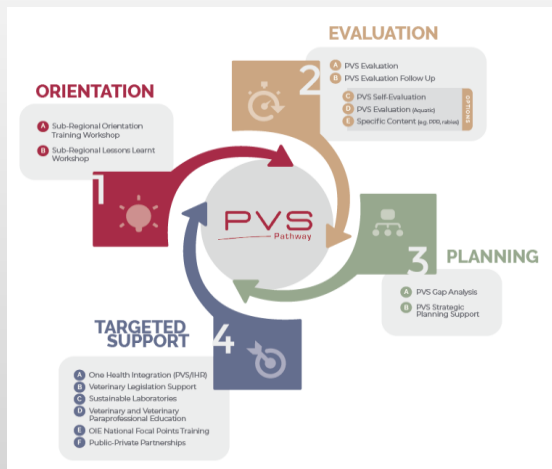 EVALUATION
A PVS Evaluation
B PVS Evaluation Follow Up
C PVS Self-Evaluation
D PVS Evaluation (Aquatic)
E Specific Content (eg. PPR, rabies)
OPTIONS
2
ORIENTATION
A Sub-Regional Orientation
Training Workshop
B Sub-Regional Lessons Learnt
Workshop
1
PVS
Pathway
3
PLANNING
A PVS Gap Analysis
B PVS Strategic
Planning Support
TARGETED
SUPPORT
4
A One Health Integration (PVS/IHR)
B Veterinary Legislation Support
C Sustainable Laboratories
D Veterinary and Veterinary
Paraprofessional Education
E OIE National Focal Points Training
F Public-Private Partnerships